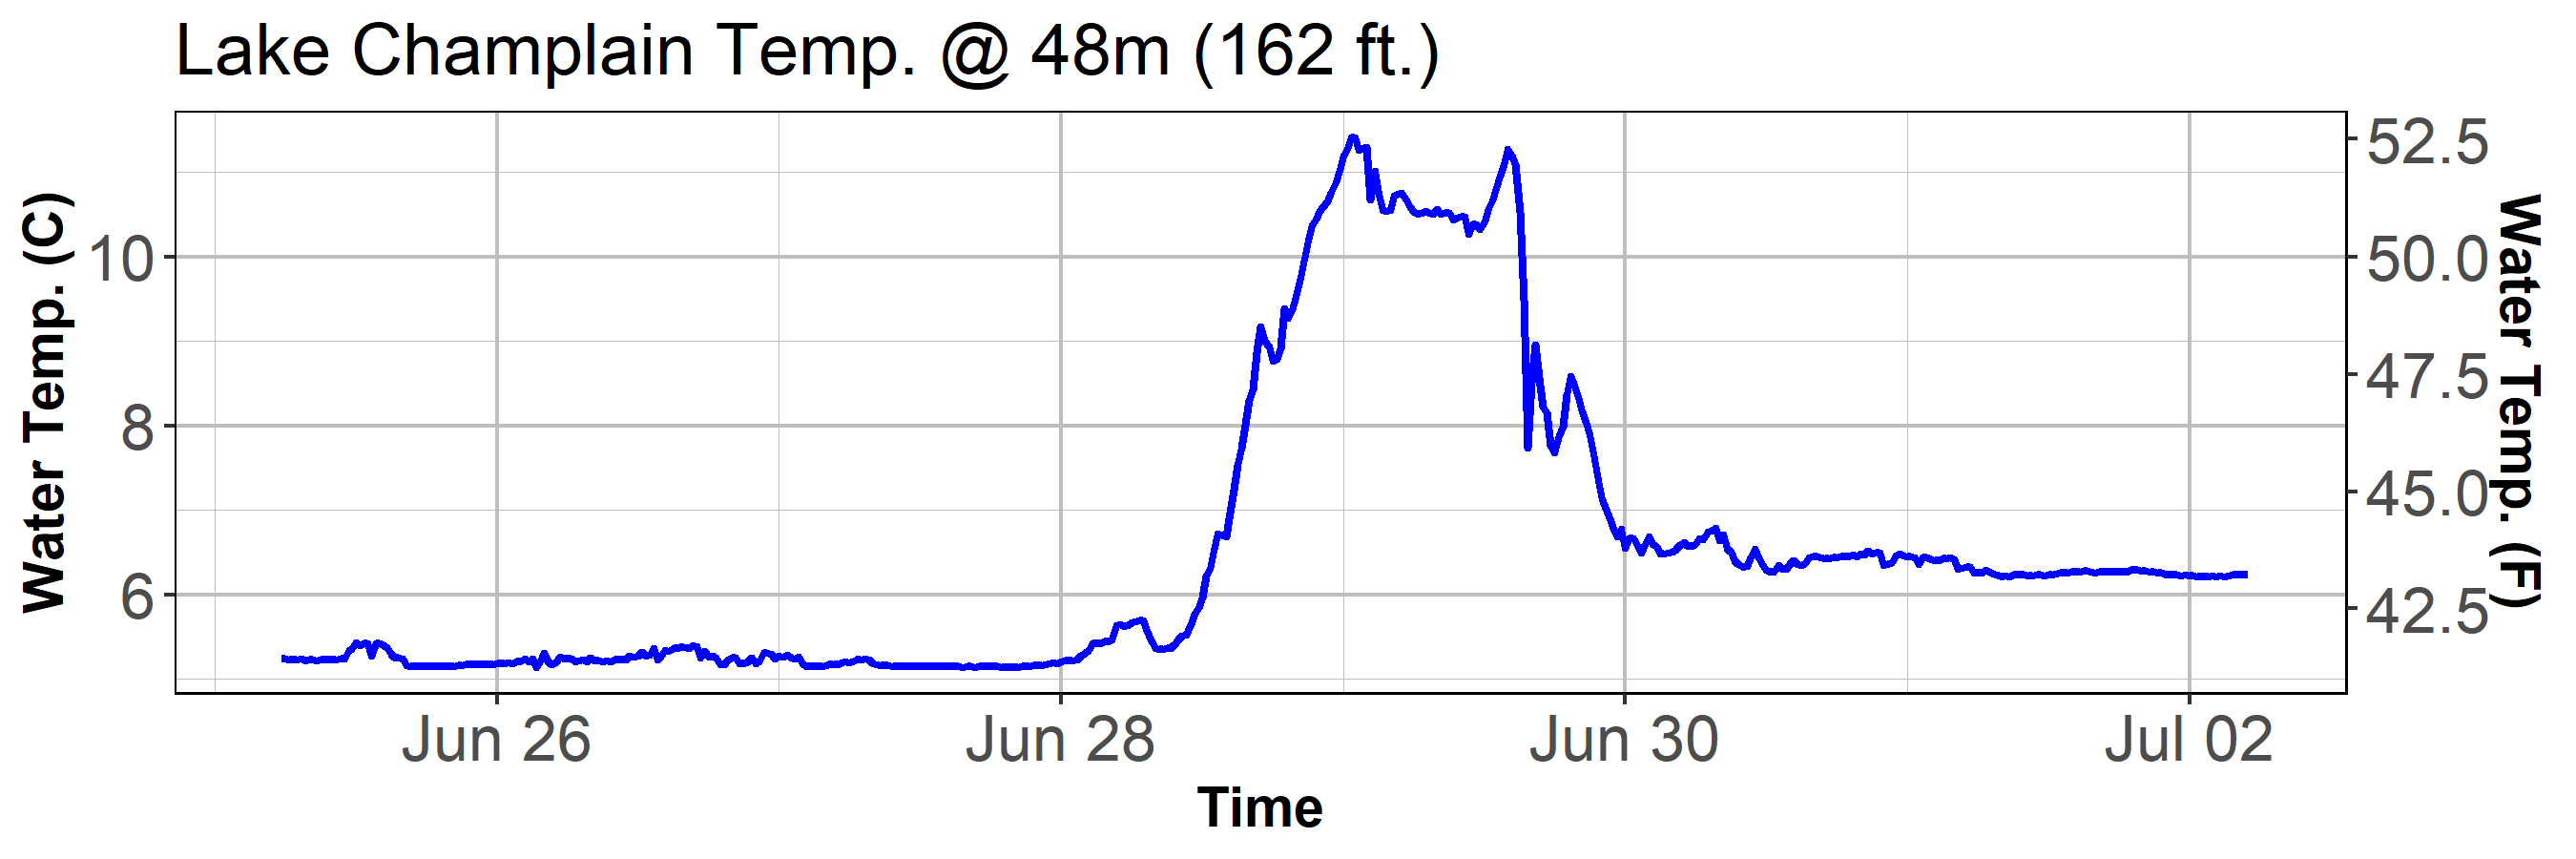 Lake Champlain Temp. @ 48m (162 ft.)
Water Temp. (C)
10
8
6
52.5
50.0
47.5
45.0
42.5
Water Temp. (F)
Jun 26
Jun 28
Jun 30
Jul 02
Time